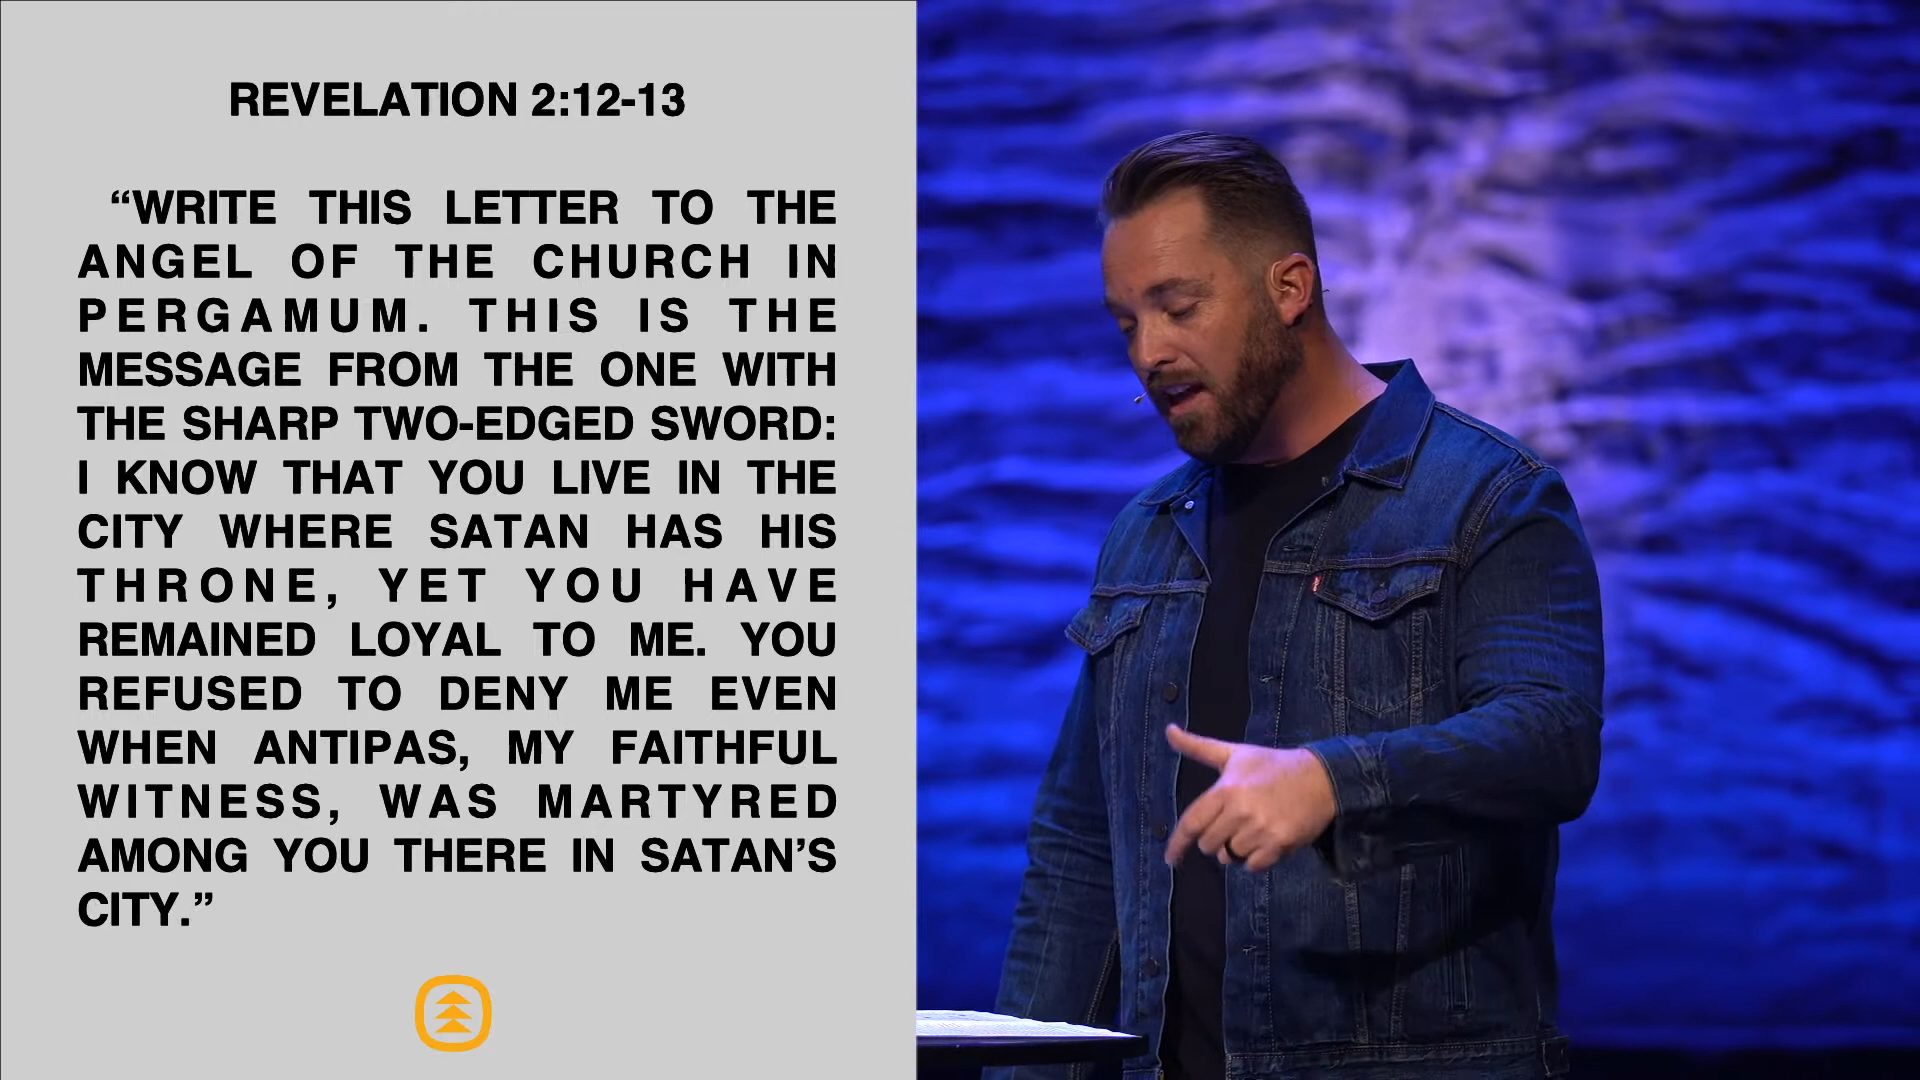 REVELATION 2:12-13
“WRITE THIS LETTER TO THE
ANGEL OF THE CHURCH IN
PERGAMUM. THIS IS THE
MESSAGE FROM THE ONE WITH
THE SHARP TWO-EDGED SWORD:
I KNOW THAT YOU LIVE IN THE
CITY WHERE SATAN HAS HIS
THRONE, YET YOU HAVE
REMAINED LOYAL TO ME. YOU
REFUSED TO DENY ME EVEN
WHEN ANTIPAS, MY FAITHFUL
WITNESS, WAS MARTYRED
AMONG YOU THERE IN SATAN’S
CITY.”